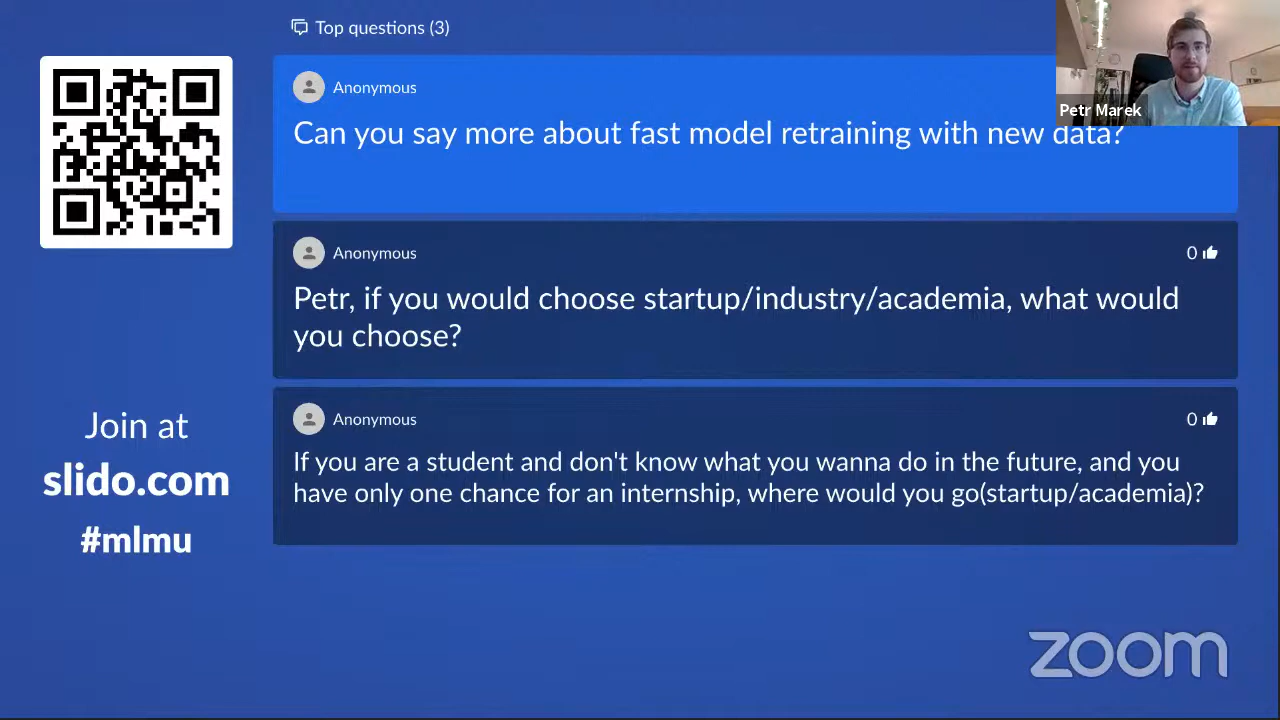 Top questions (3)
Anonymous
Can you say more about fast model retraining with new data?
Petr Marek
Anonymous
0
Petr, if you would choose startup/industry/academia, what would
you choose?
Anonymous
0
If you are a student and don't know what you wanna do in the future, and you
have only one chance for an internship, where would you go(startup/academia)?
Join at
slido.com
#mlmu
zoom